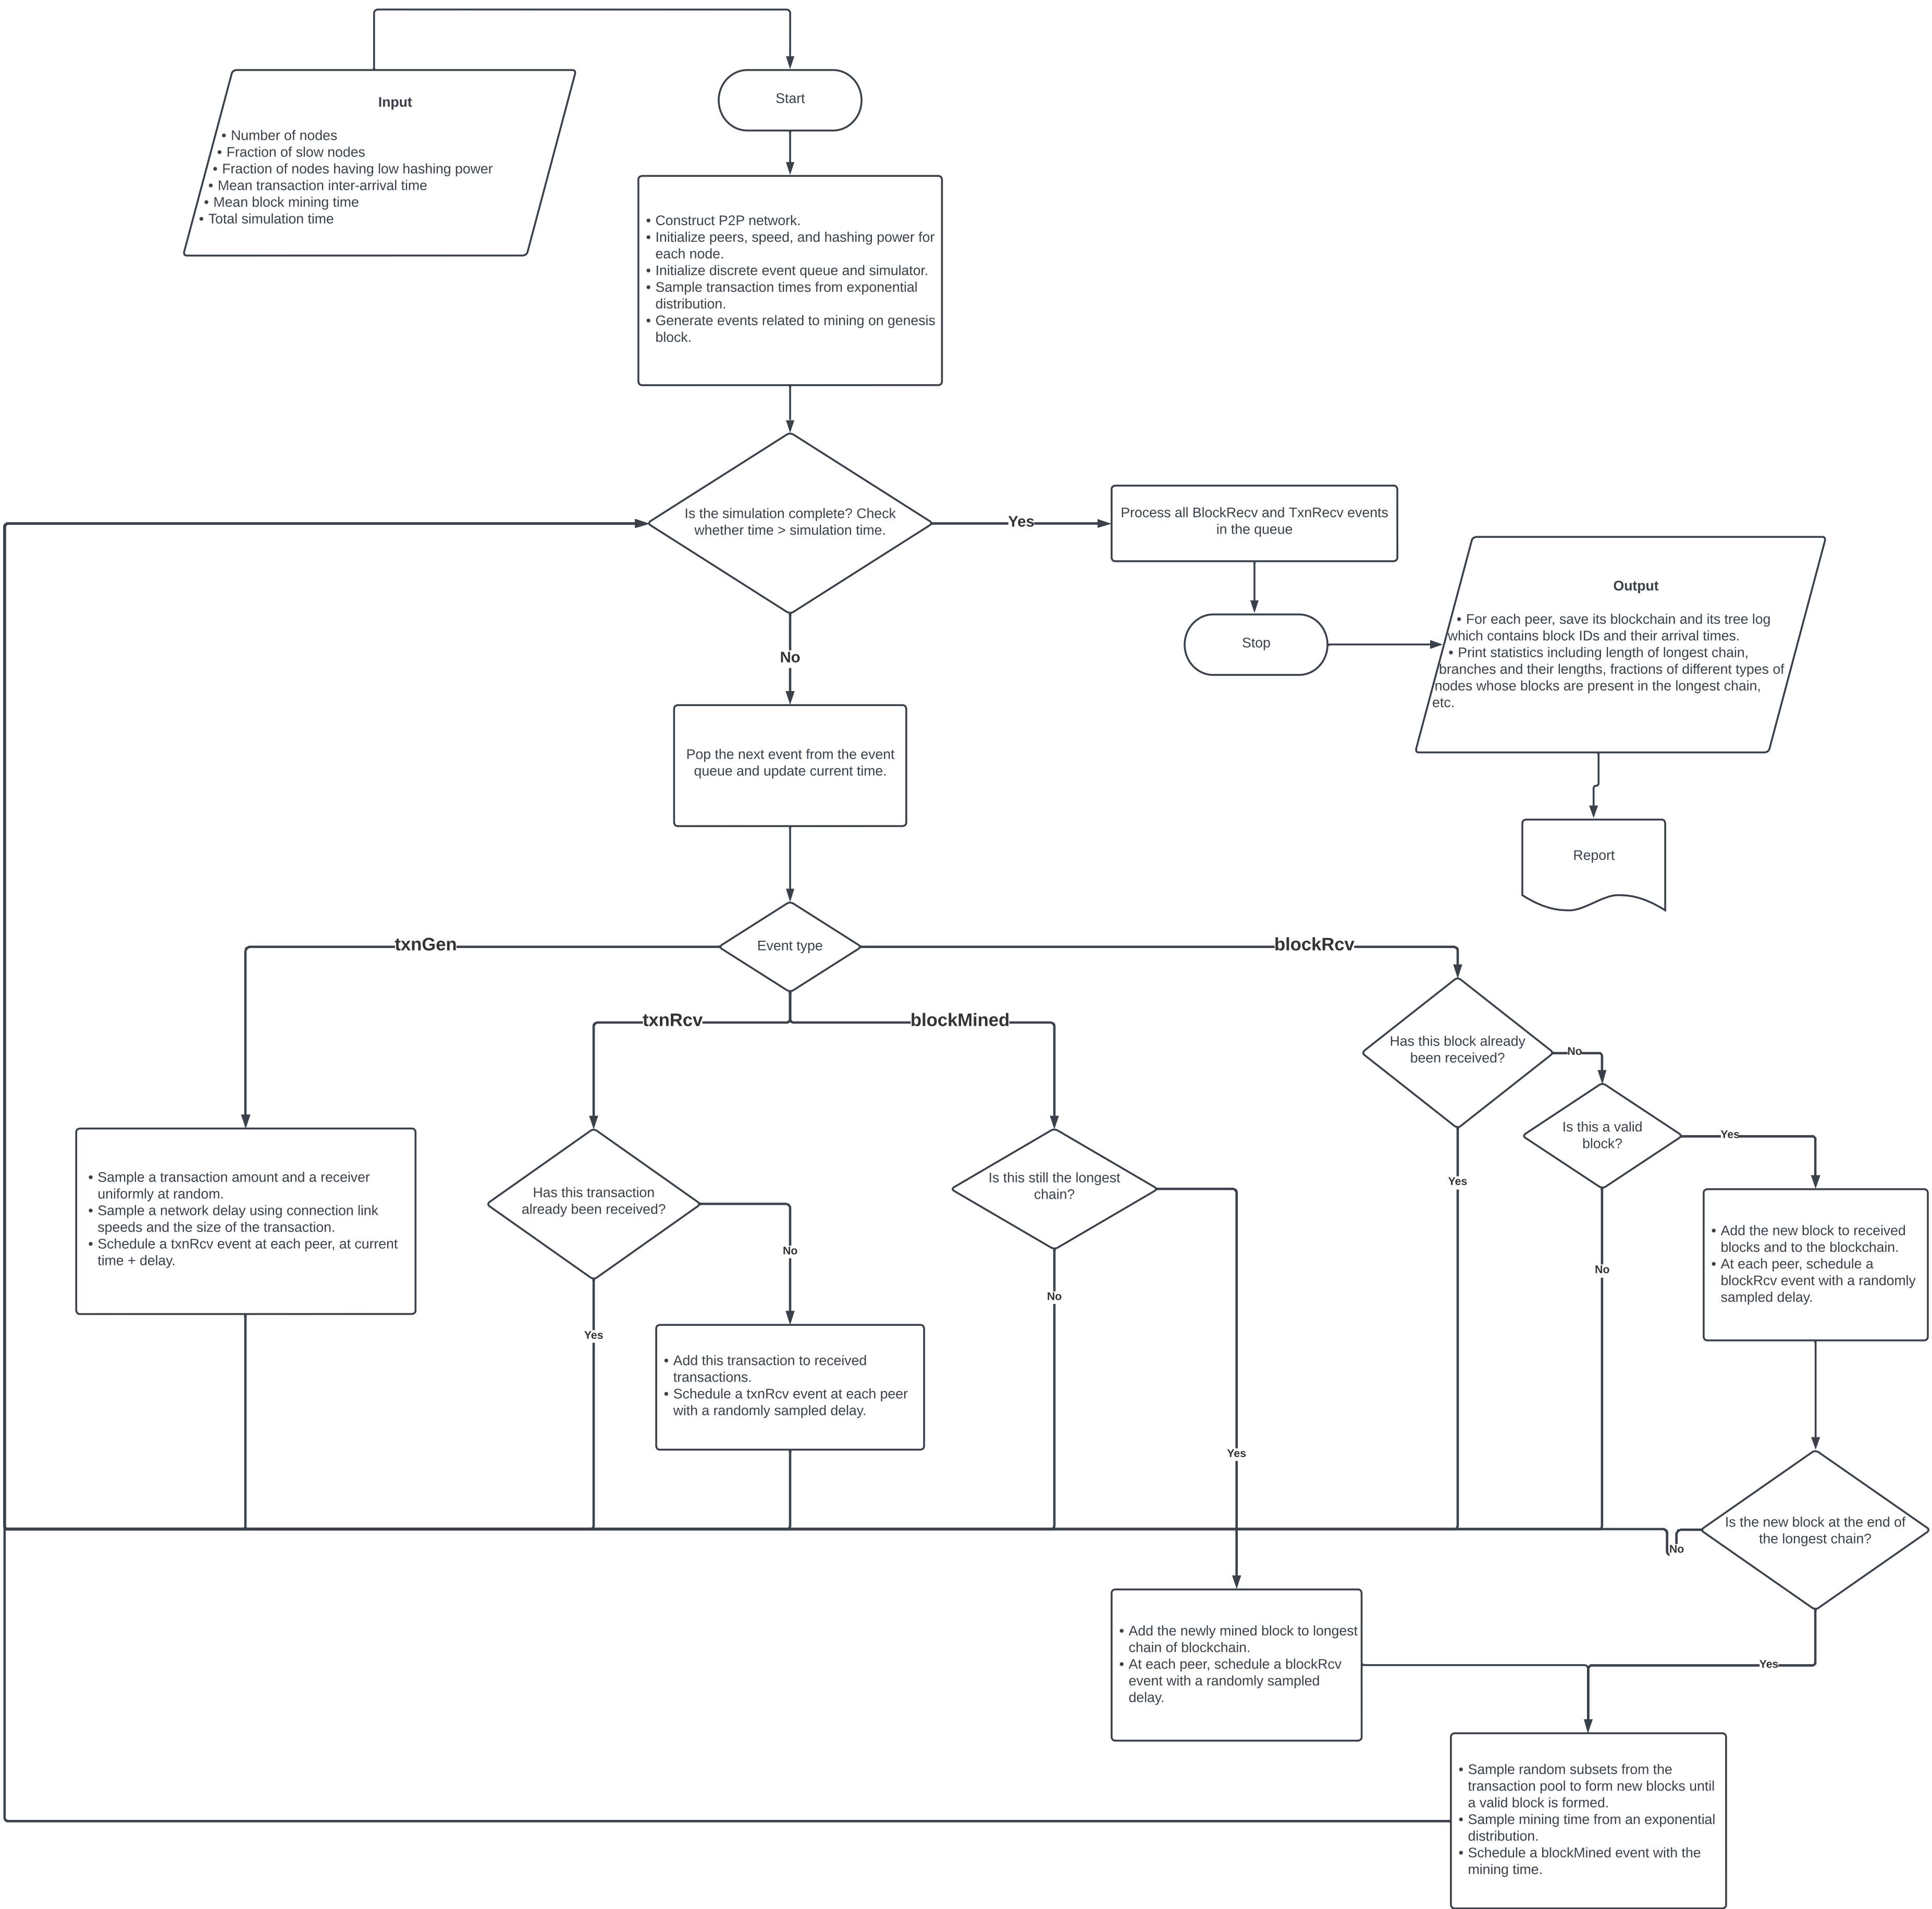 Input
• Number of nodes
• Fraction of slow nodes
• Fraction of nodes having low hashing power
• Mean transaction inter-arrival time
• Mean block mining time
• Total simulation time
Start
• Construct P2P network.
• Initialize peers, speed, and hashing power for
each node.
• Initialize discrete event queue and simulator.
• Sample transaction times from exponential
distribution.
• Generate events related to mining on genesis
block.
Is the simulation complete? Check
whether time > simulation time.
Yes
Process all BlockRecv and TxnRecv events
in the queue
Stop
Output
• For each peer, save its blockchain and its tree log
which contains block IDs and their arrival times.
• Print statistics including length of longest chain,
branches and their lengths, fractions of different types of
nodes whose blocks are present in the longest chain,
etc.
Report
No
Pop the next event from the event
queue and update current time.
Event type
txnGen
blockRcv
txnRcv
blockMined
• Sample a transaction amount and a receiver
uniformly at random.
• Sample a network delay using connection link
speeds and the size of the transaction.
• Schedule a txnRcv event at each peer, at current
time + delay.
Has this transaction
already been received?
No
Yes
• Add this transaction to received
transactions.
• Schedule a txnRcv event at each peer
with a randomly sampled delay.
Is this still the longest
chain?
No
Yes
Has this block already
been received?
No
Yes
Is this a valid
block?
Yes
No
• Add the new block to received
blocks and to the blockchain.
• At each peer, schedule a
blockRcv event with a randomly
sampled delay.
Is the new block at the end of
the longest chain?
No
Yes
• Add the newly mined block to longest
chain of blockchain.
• At each peer, schedule a blockRcv
event with a randomly sampled
delay.
• Sample random subsets from the
transaction pool to form new blocks until
a valid block is formed.
• Sample mining time from an exponential
distribution.
• Schedule a blockMined event with the
mining time.